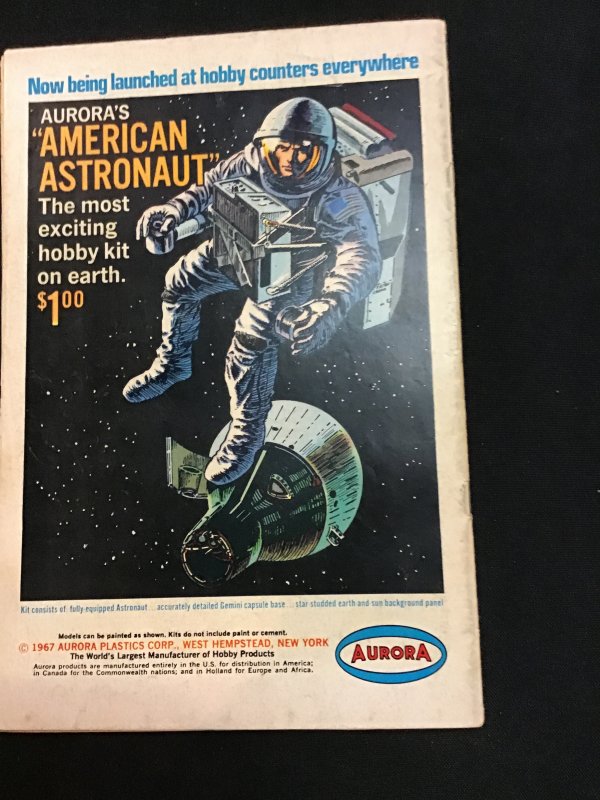 Now being launched at hobby counters everywhere
AURORA'S
"AMERICAN
ASTRONAUT"
The most
exciting
hobby kit
on earth.
$100
Kit consists of: fully-equipped Astronaut... accurately detailed Gemini capsule base... star-studded earth-and-sun background panel
Models can be painted as shown. Kits do not include paint or cement.
© 1967 AURORA PLASTICS CORP., WEST HEMPSTEAD, NEW YORK
The World's Largest Manufacturer of Hobby Products
Aurora products are manufactured entirely in the U.S. for distribution in America;
in Canada for the Commonwealth nations; and in Holland for Europe and Africa.
AURORA